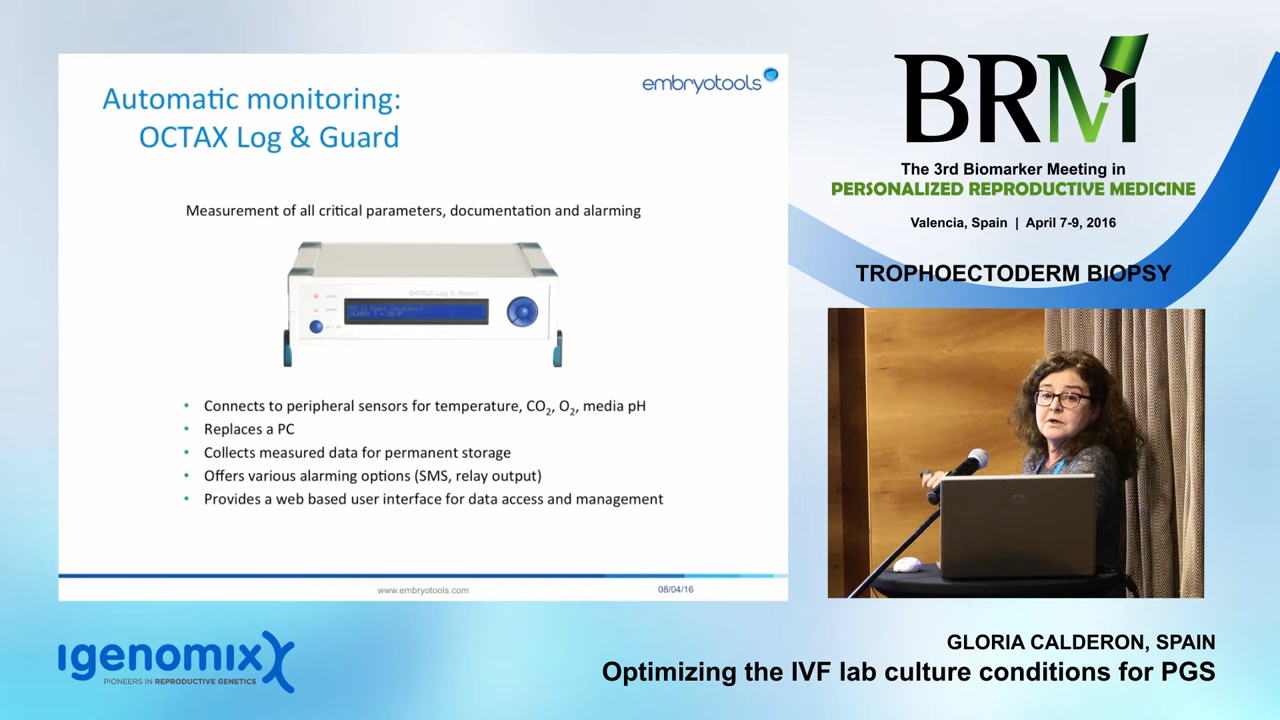 Automatic monitoring:
OCTAX Log & Guard
embryotools
Measurement of all critical parameters, documentation and alarming
OCTAX Log & Guard
• Connects to peripheral sensors for temperature, CO2, O2, media pH
• Replaces a PC
• Collects measured data for permanent storage
• Offers various alarming options (SMS, relay output)
• Provides a web based user interface for data access and management
www.embryotools.com
08/04/16
BRM
The 3rd Biomarker Meeting in
PERSONALIZED REPRODUCTIVE MEDICINE
Valencia, Spain | April 7-9, 2016
TROPHOECTODERM BIOPSY
GLORIA CALDERON, SPAIN
Optimizing the IVF lab culture conditions for PGS
igenomix
PIONEERS IN REPRODUCTIVE GENETICS